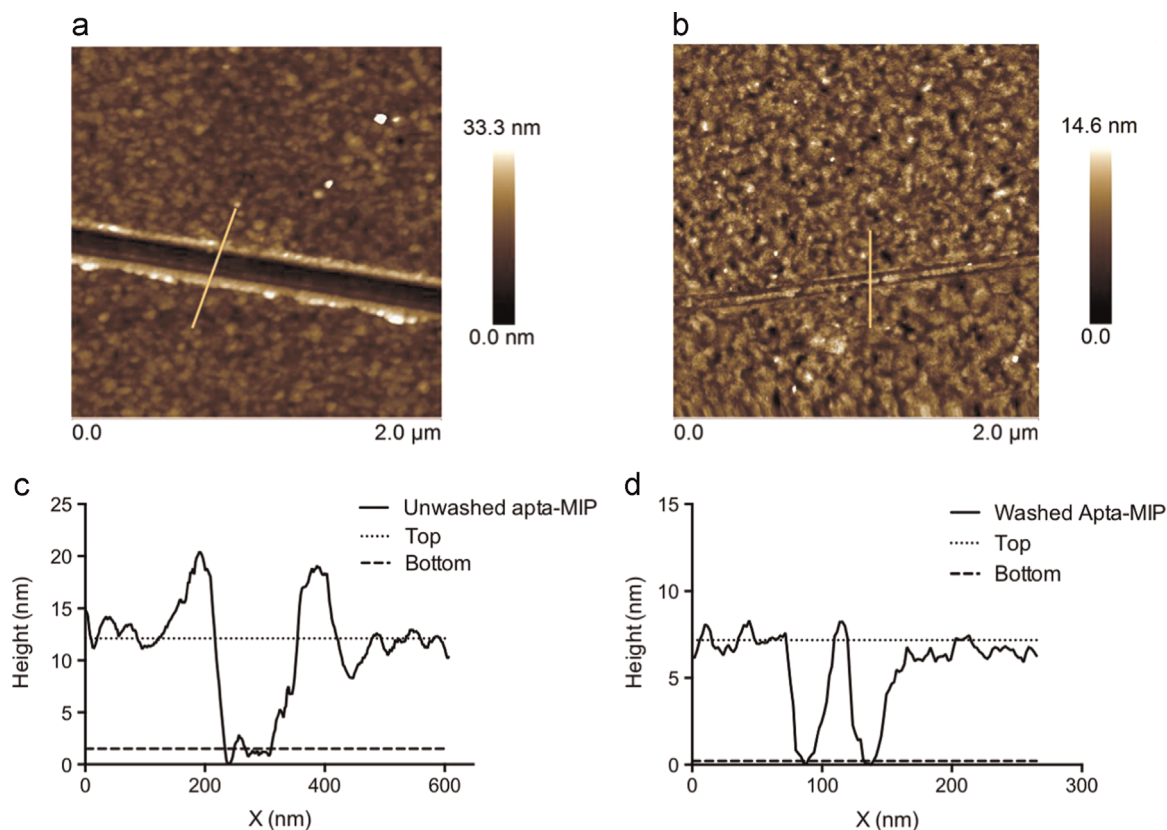 a
b
33.3 nm
0.0 nm
14.6 nm
0.0
0.0
2.0 µm
0.0
2.0 µm
c
Height (nm)
25
20
15
10
5
0
0
200
400
600
X (nm)
Unwashed apta-MIP
Top
Bottom
d
Height (nm)
15
10
5
0
0
100
200
300
X (nm)
Washed Apta-MIP
Top
Bottom